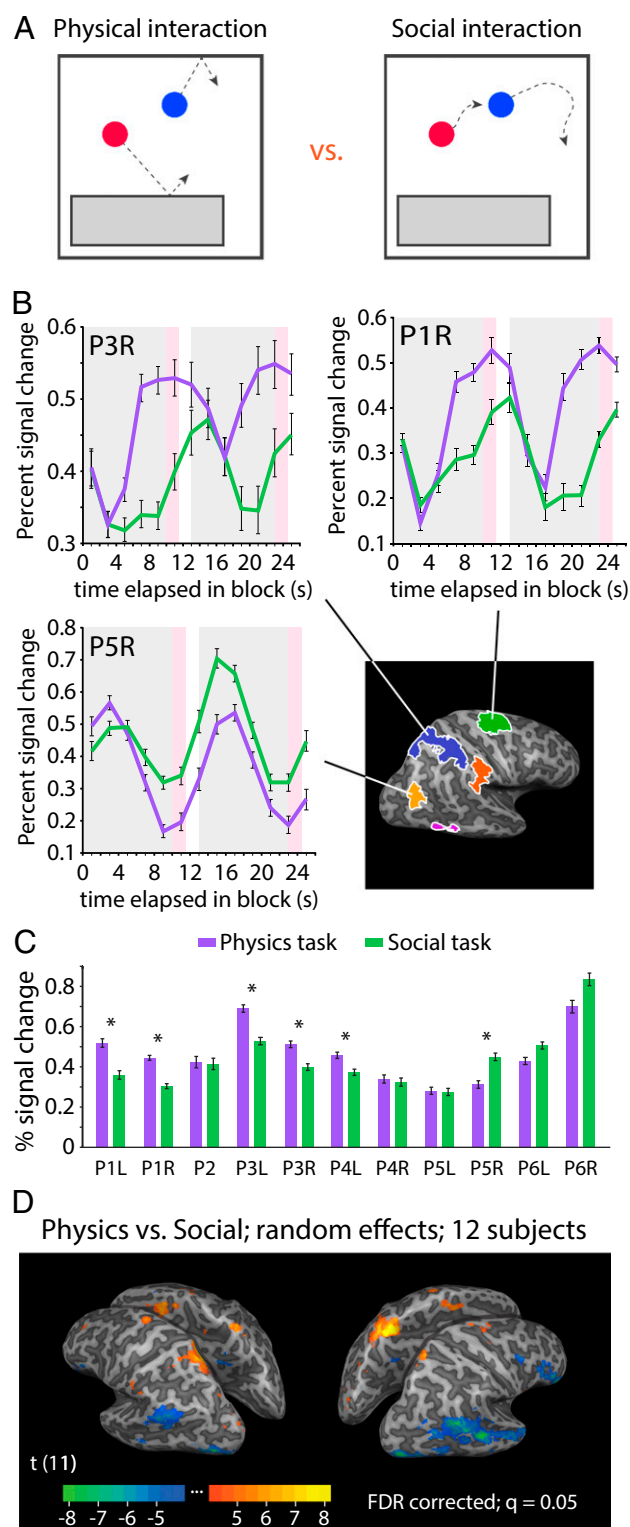 A
Physical interaction
Social interaction
vs.
B
P3R
Percent signal change
0.6
0.5
0.4
0.3
0 4 8 12 16 20 24
time elapsed in block (s)
P1R
Percent signal change
0.6
0.5
0.4
0.3
0.2
0.1
0 4 8 12 16 20 24
time elapsed in block (s)
P5R
Percent signal change
0.8
0.7
0.6
0.5
0.4
0.3
0.2
0.1
0 4 8 12 16 20 24
time elapsed in block (s)
C
Physics task
Social task
% signal change
0.8
0.6
0.4
0.2
0
* * * * * *
P1L P1R P2 P3L P3R P4L P4R P5L P5R P6L P6R
D
Physics vs. Social; random effects; 12 subjects
t (11)
...
-8 -7 -6 -5 5 6 7 8
FDR corrected; q = 0.05